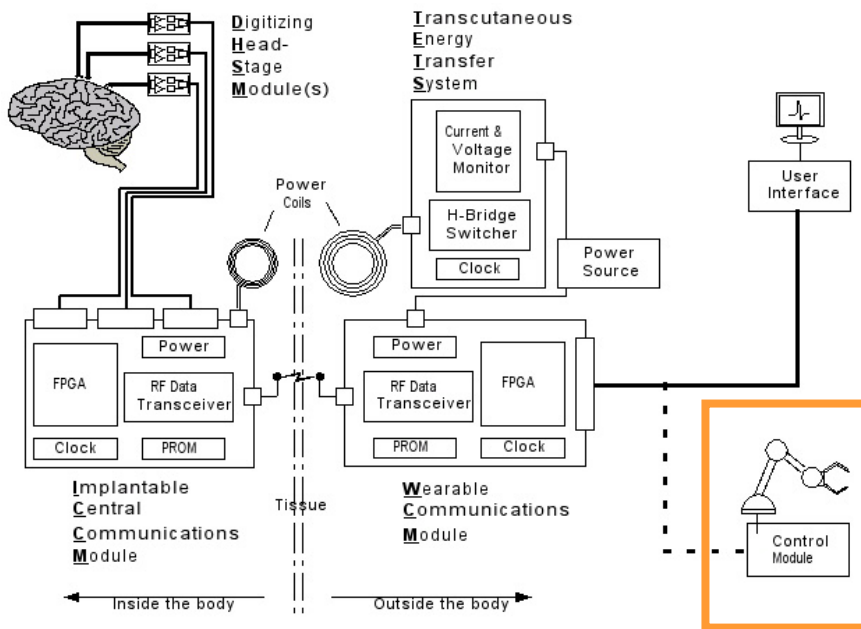 Digitizing
Head-
Stage
Module(s)
Transcutaneous
Energy
Transfer
System
Current &
Voltage
Monitor
H-Bridge
Switcher
Clock
Power
Coils
Power
Source
User
Interface
Power
FPGA
RF Data
Transceiver
Clock
PROM
Power
RF Data
Transceiver
FPGA
PROM
Clock
Implantable
Central
Communications
Module
Tissue
Wearable
Communications
Module
Control
Module
Inside the body
Outside the body